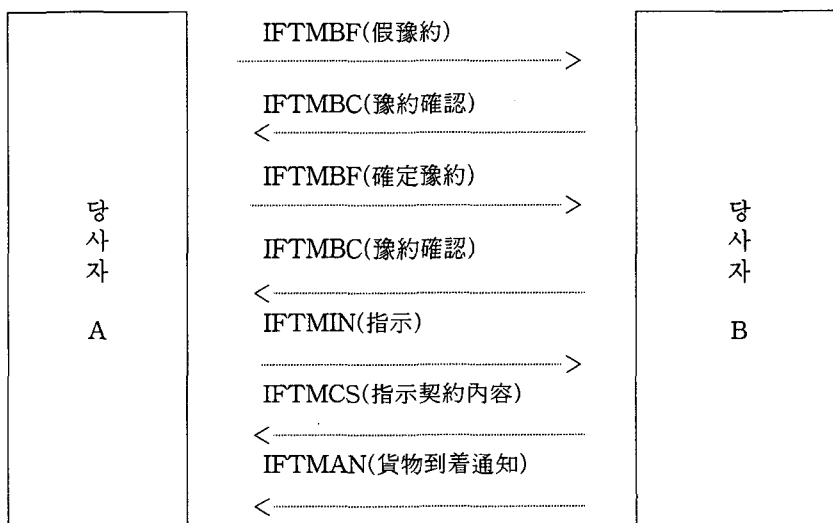 IFTMBF(假豫約)
IFTMBC(豫約確認)
IFTMBF(確定豫約)
당
사
자
A
IFTMBC(豫約確認)
IFTMIN(指示)
IFTMCS(指示契約內容)
IFTMAN(貨物到着通知)
당
사
자
B